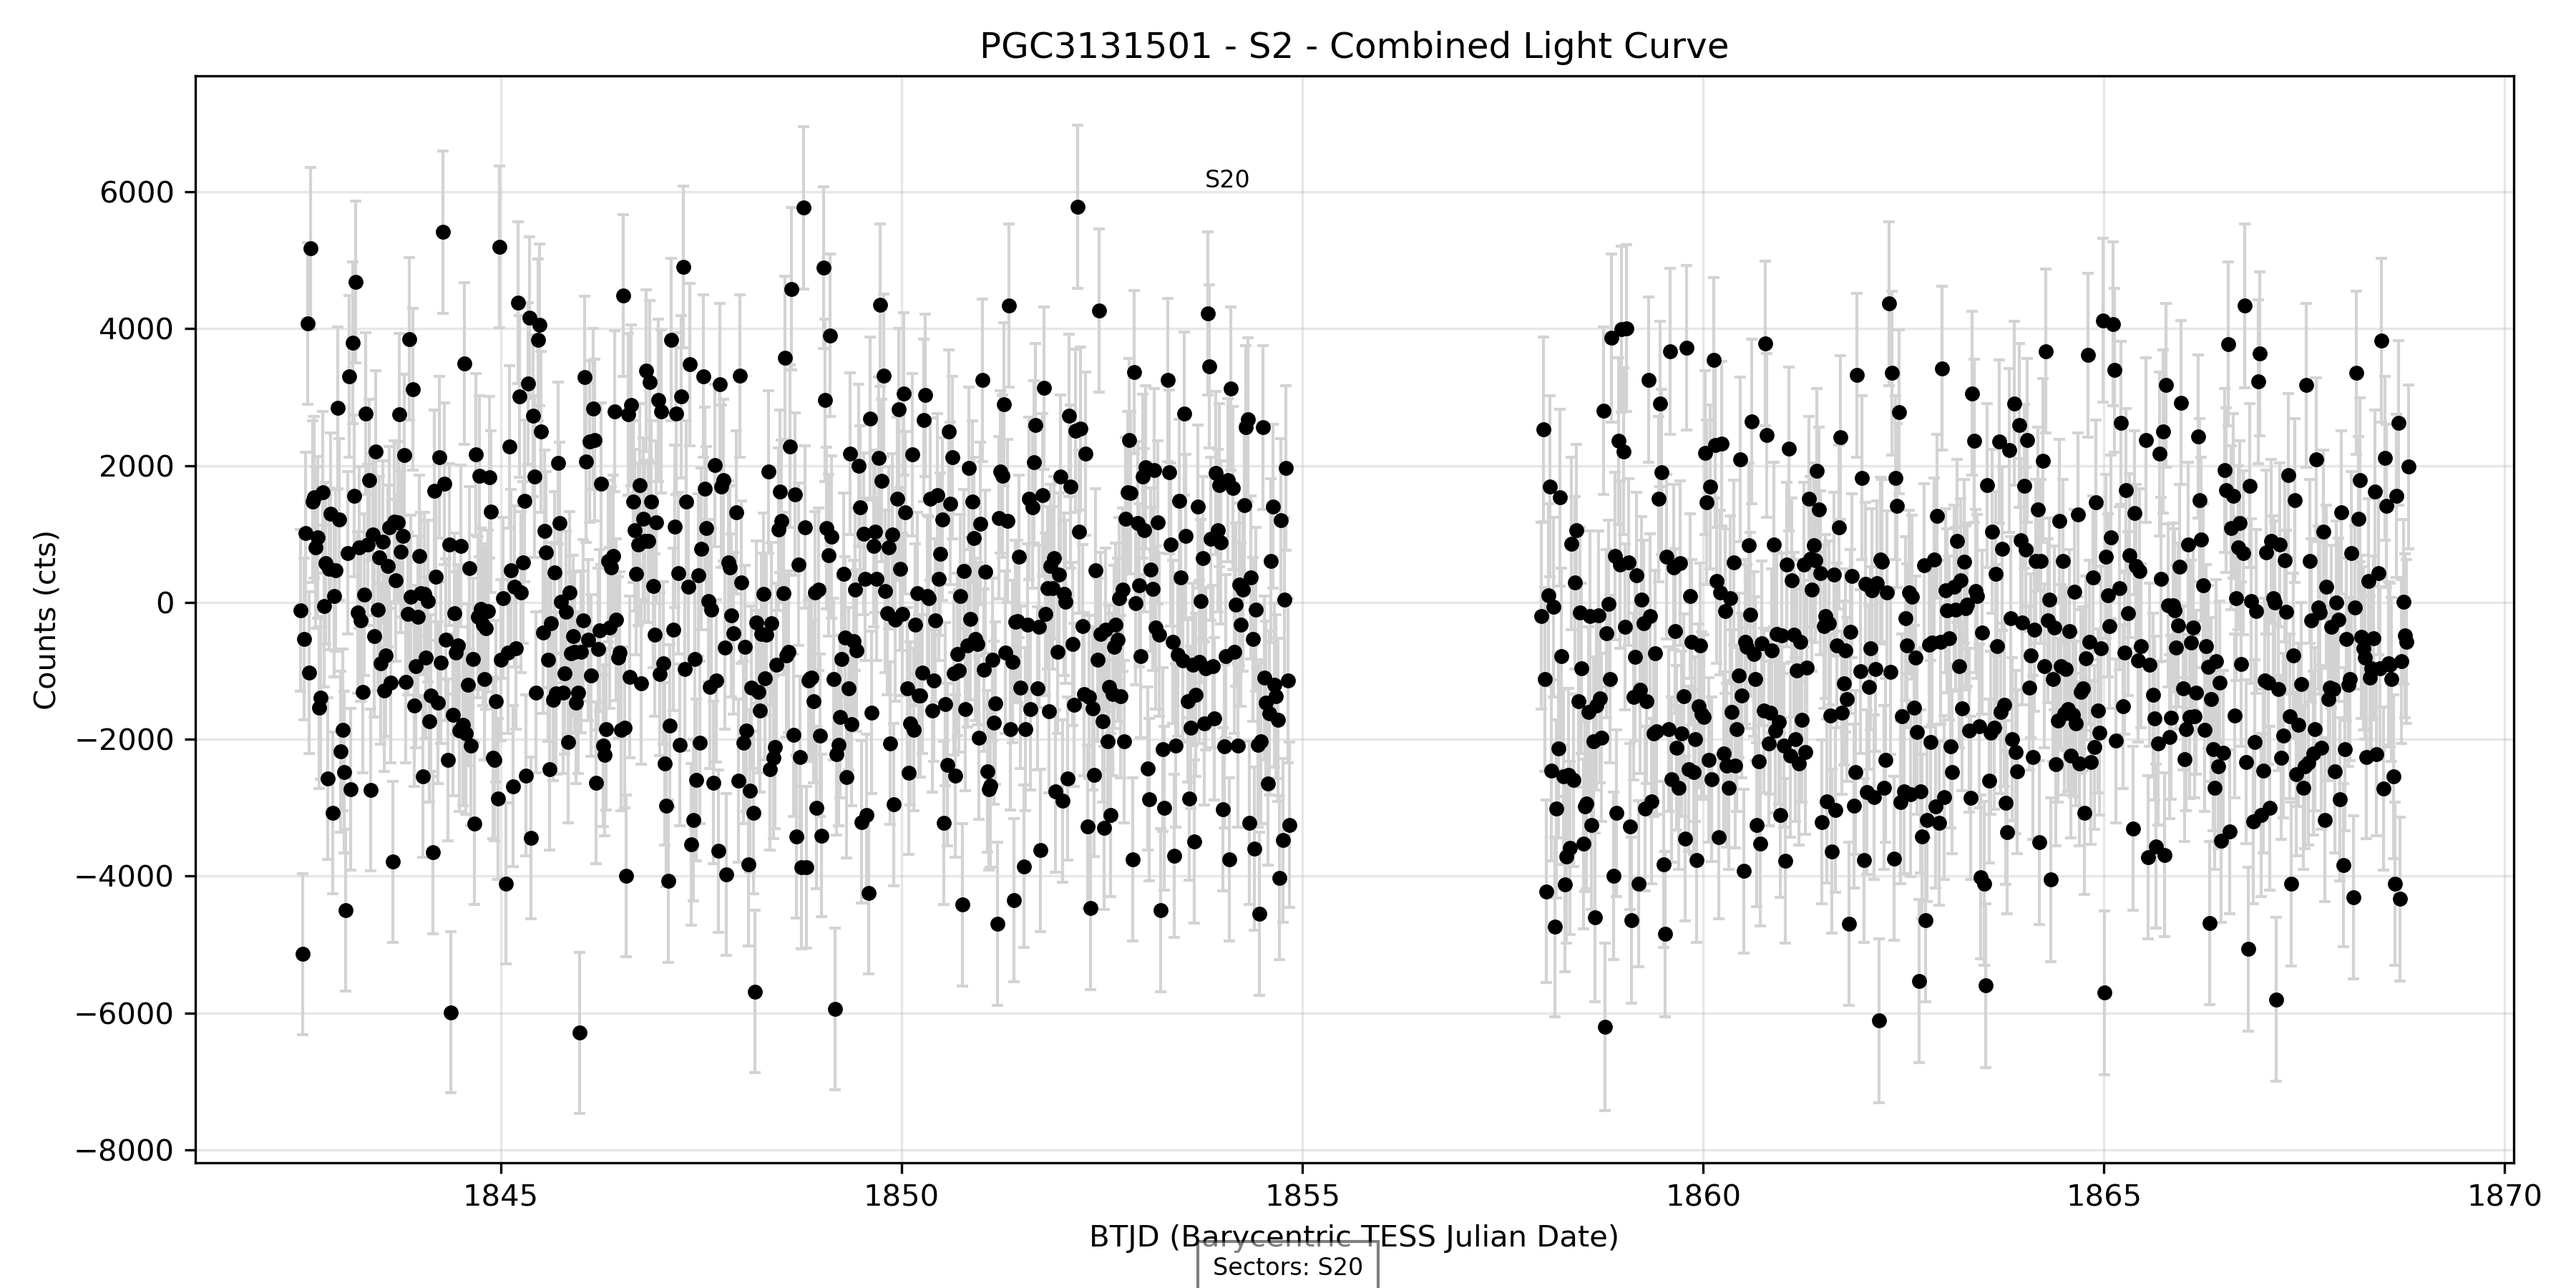 PGC3131501 - S2 - Combined Light Curve
S20
Counts (cts)
6000
4000
2000
0
−2000
−4000
−6000
−8000
1845
1850
1855
1860
1865
1870
BTJD (Barycentric TESS Julian Date)
Sectors: S20